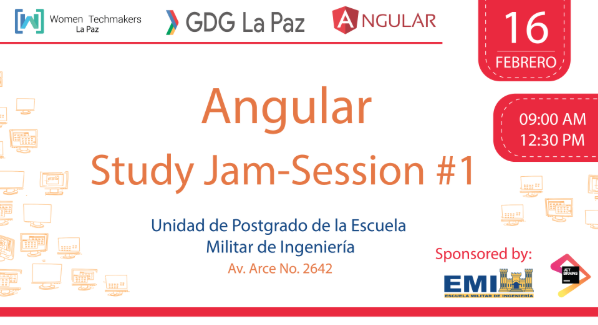 Women Techmakers
La Paz
GDG La Paz
ANGULAR
16
FEBRERO
09:00 AM
12:30 PM
Angular
Study Jam-Session #1
Unidad de Postgrado de la Escuela
Militar de Ingeniería
Av. Arce No. 2642
Sponsored by:
EMI
ESCUELA MILITAR DE INGENIERÍA
JET
BRAINS